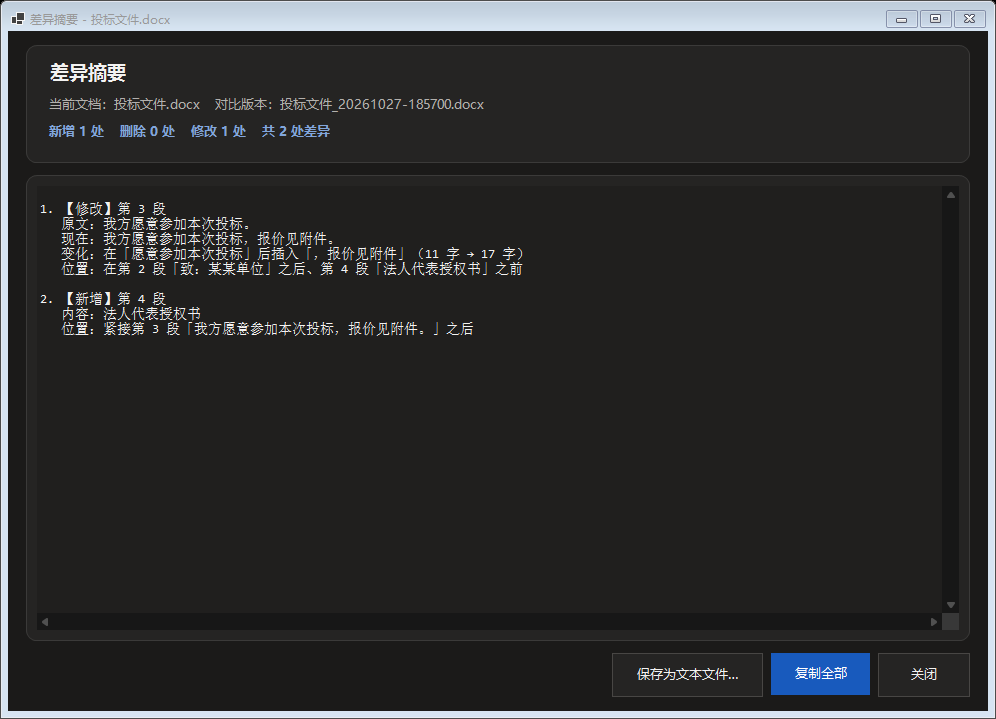 差异摘要 - 投标文件.docx
差异摘要
当前文档：投标文件.docx 对比版本：投标文件_20261027-185700.docx
新增 1 处 删除 0 处 修改 1 处 共 2 处差异
1. 【修改】第 3 段
原文：我方愿意参加本次投标。
现在：我方愿意参加本次投标，报价见附件。
变化：在「愿意参加本次投标」后插入「，报价见附件」（11 字 → 17 字）
位置：在第 2 段「致：某某单位」之后、第 4 段「法人代表授权书」之前
2. 【新增】第 4 段
内容：法人代表授权书
位置：紧接第 3 段「我方愿意参加本次投标，报价见附件。」之后
保存为文本文件... 复制全部 关闭